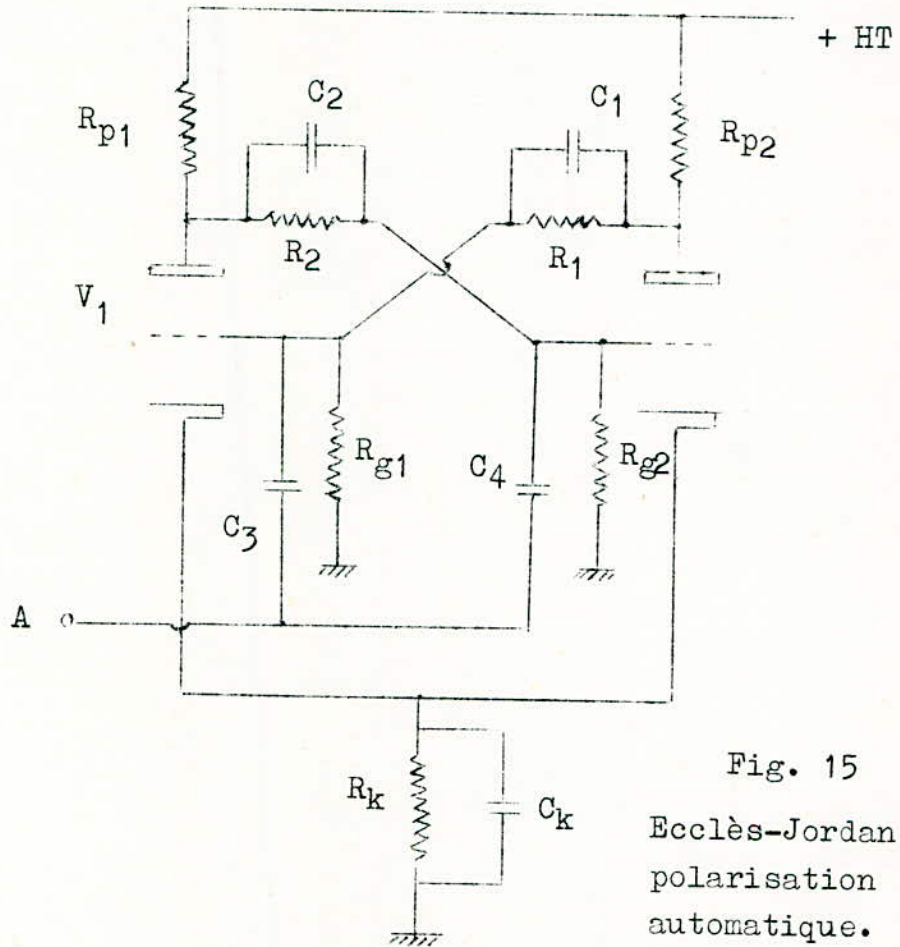 + HT
C2
C1
Rp1
Rp2
R2
R1
V1
Rg1
C4
Rg2
C3
A
Rk
Ck
Fig. 15
Ecclès-Jordan
polarisation
automatique.